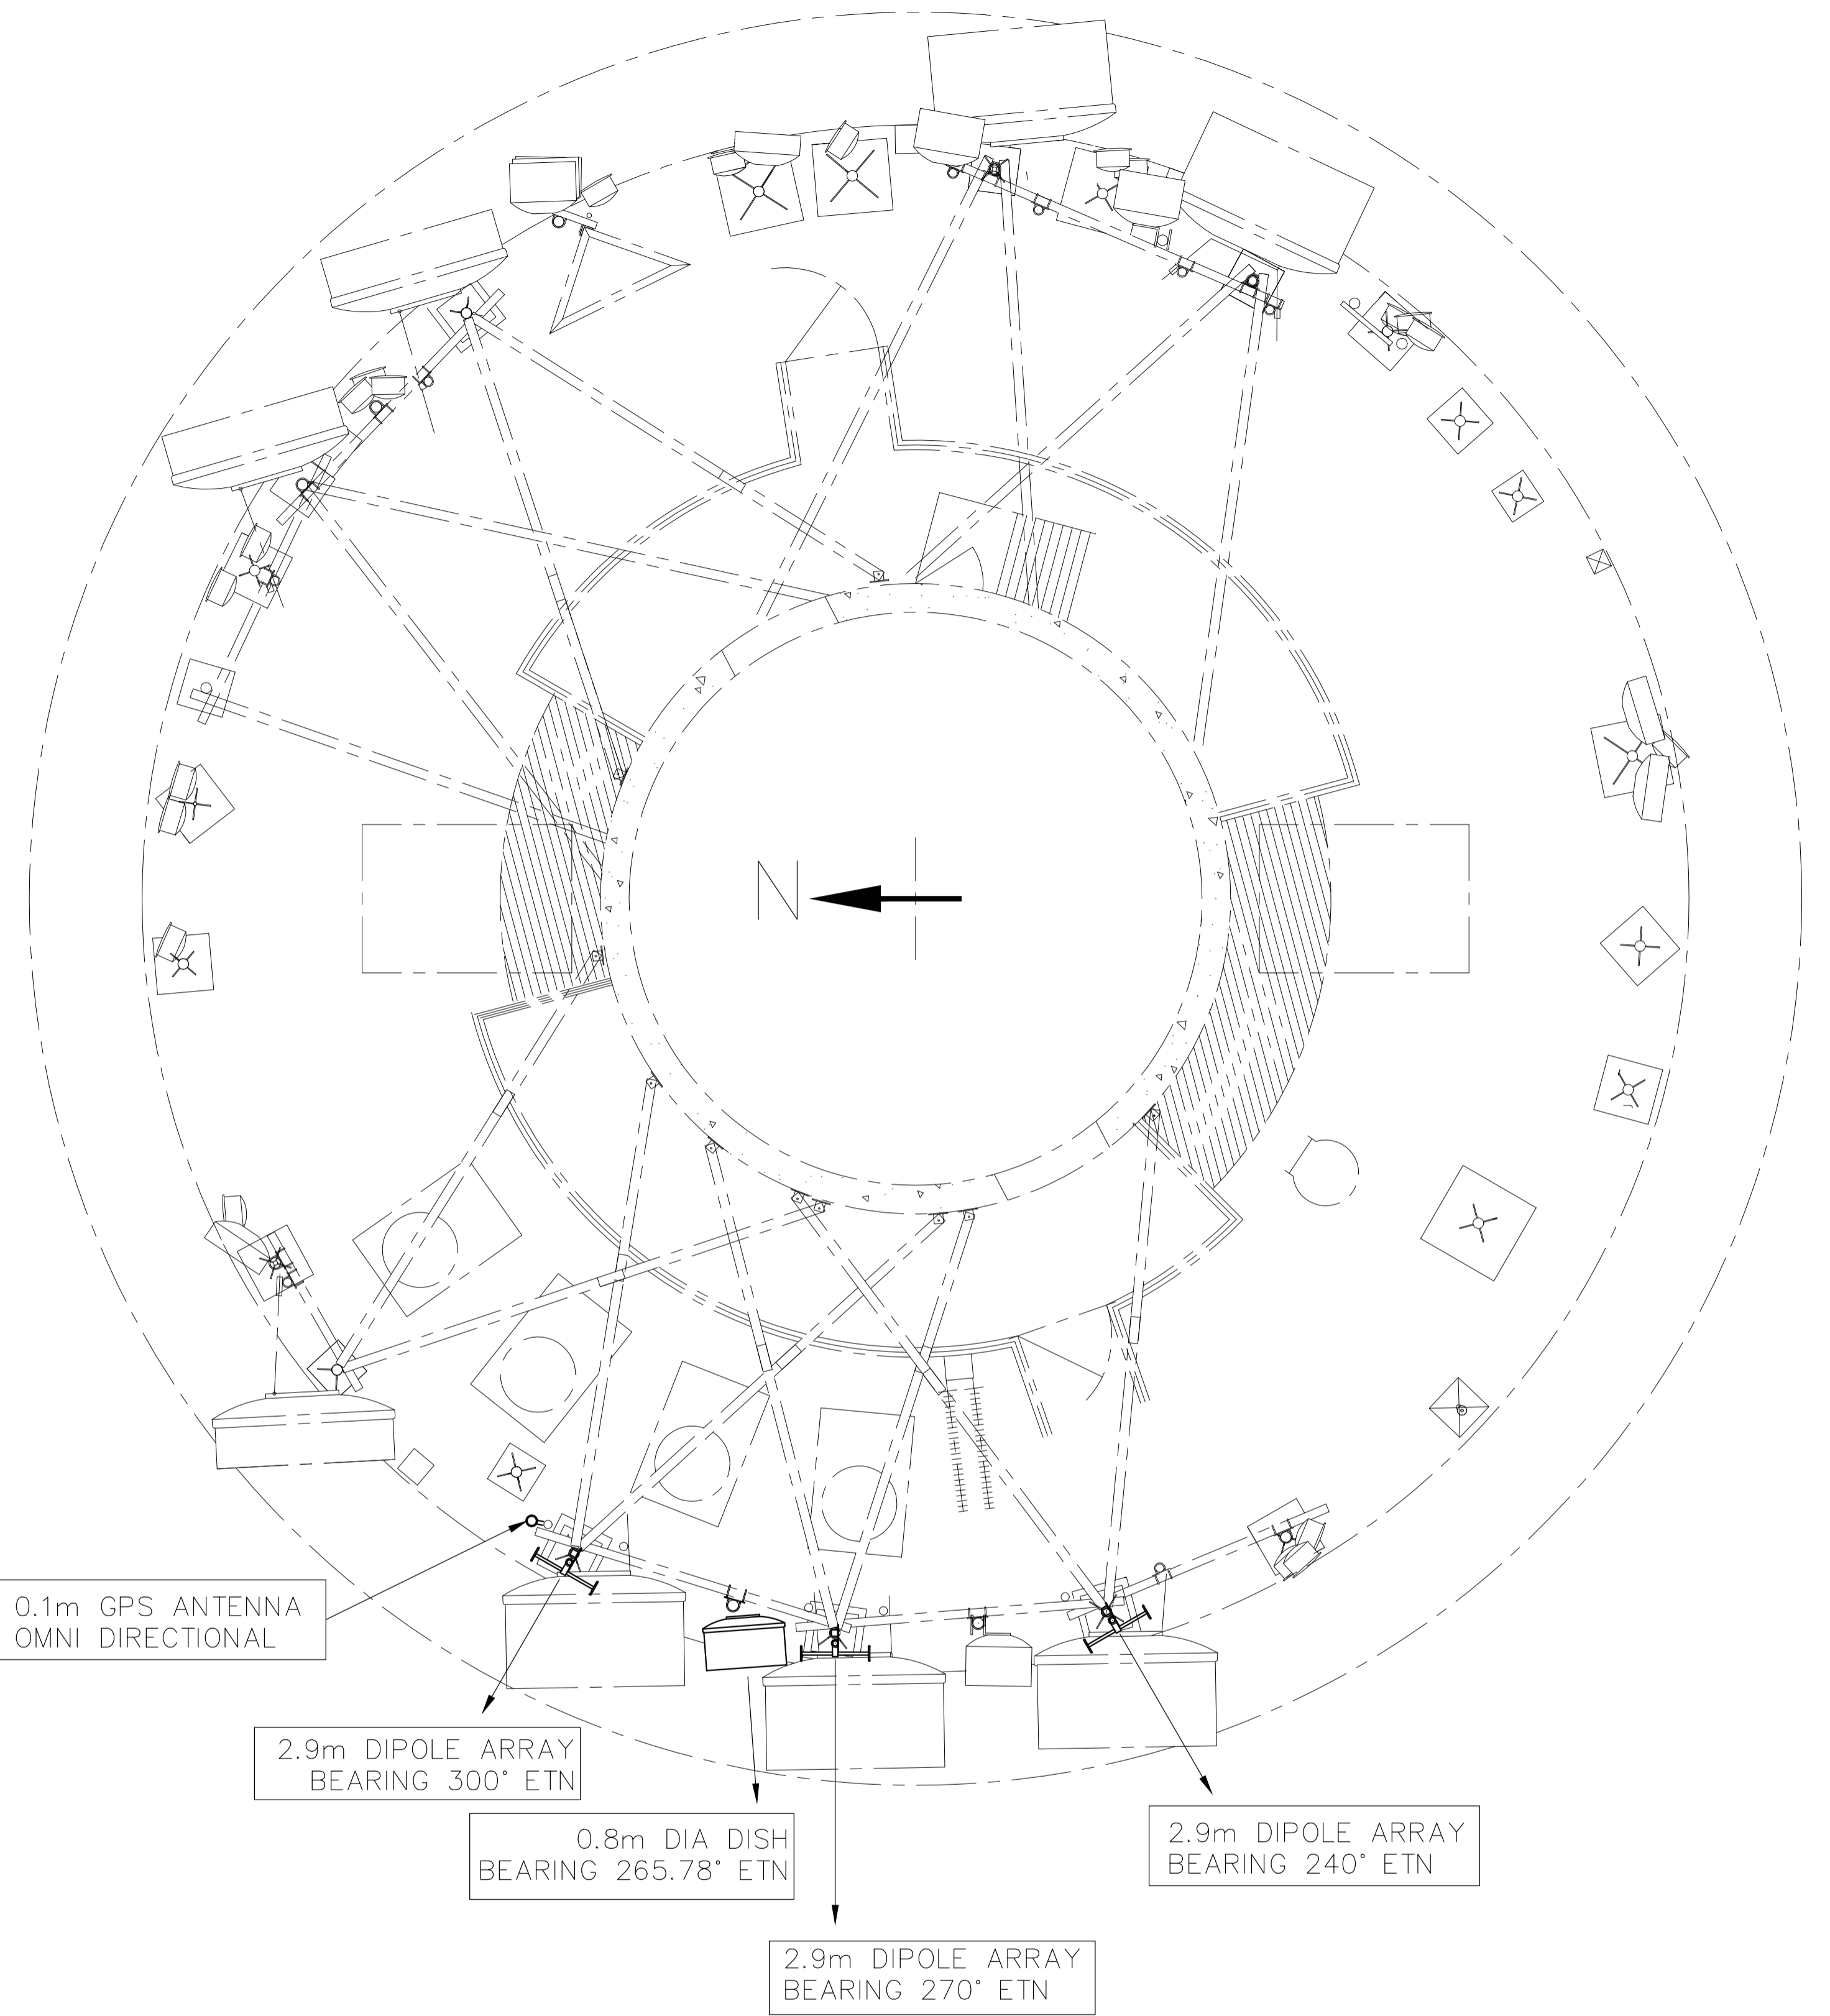 N
0.1m GPS ANTENNA
OMNI DIRECTIONAL
2.9m DIPOLE ARRAY
BEARING 300° ETN
0.8m DIA DISH
BEARING 265.78° ETN
2.9m DIPOLE ARRAY
BEARING 240° ETN
2.9m DIPOLE ARRAY
BEARING 270° ETN